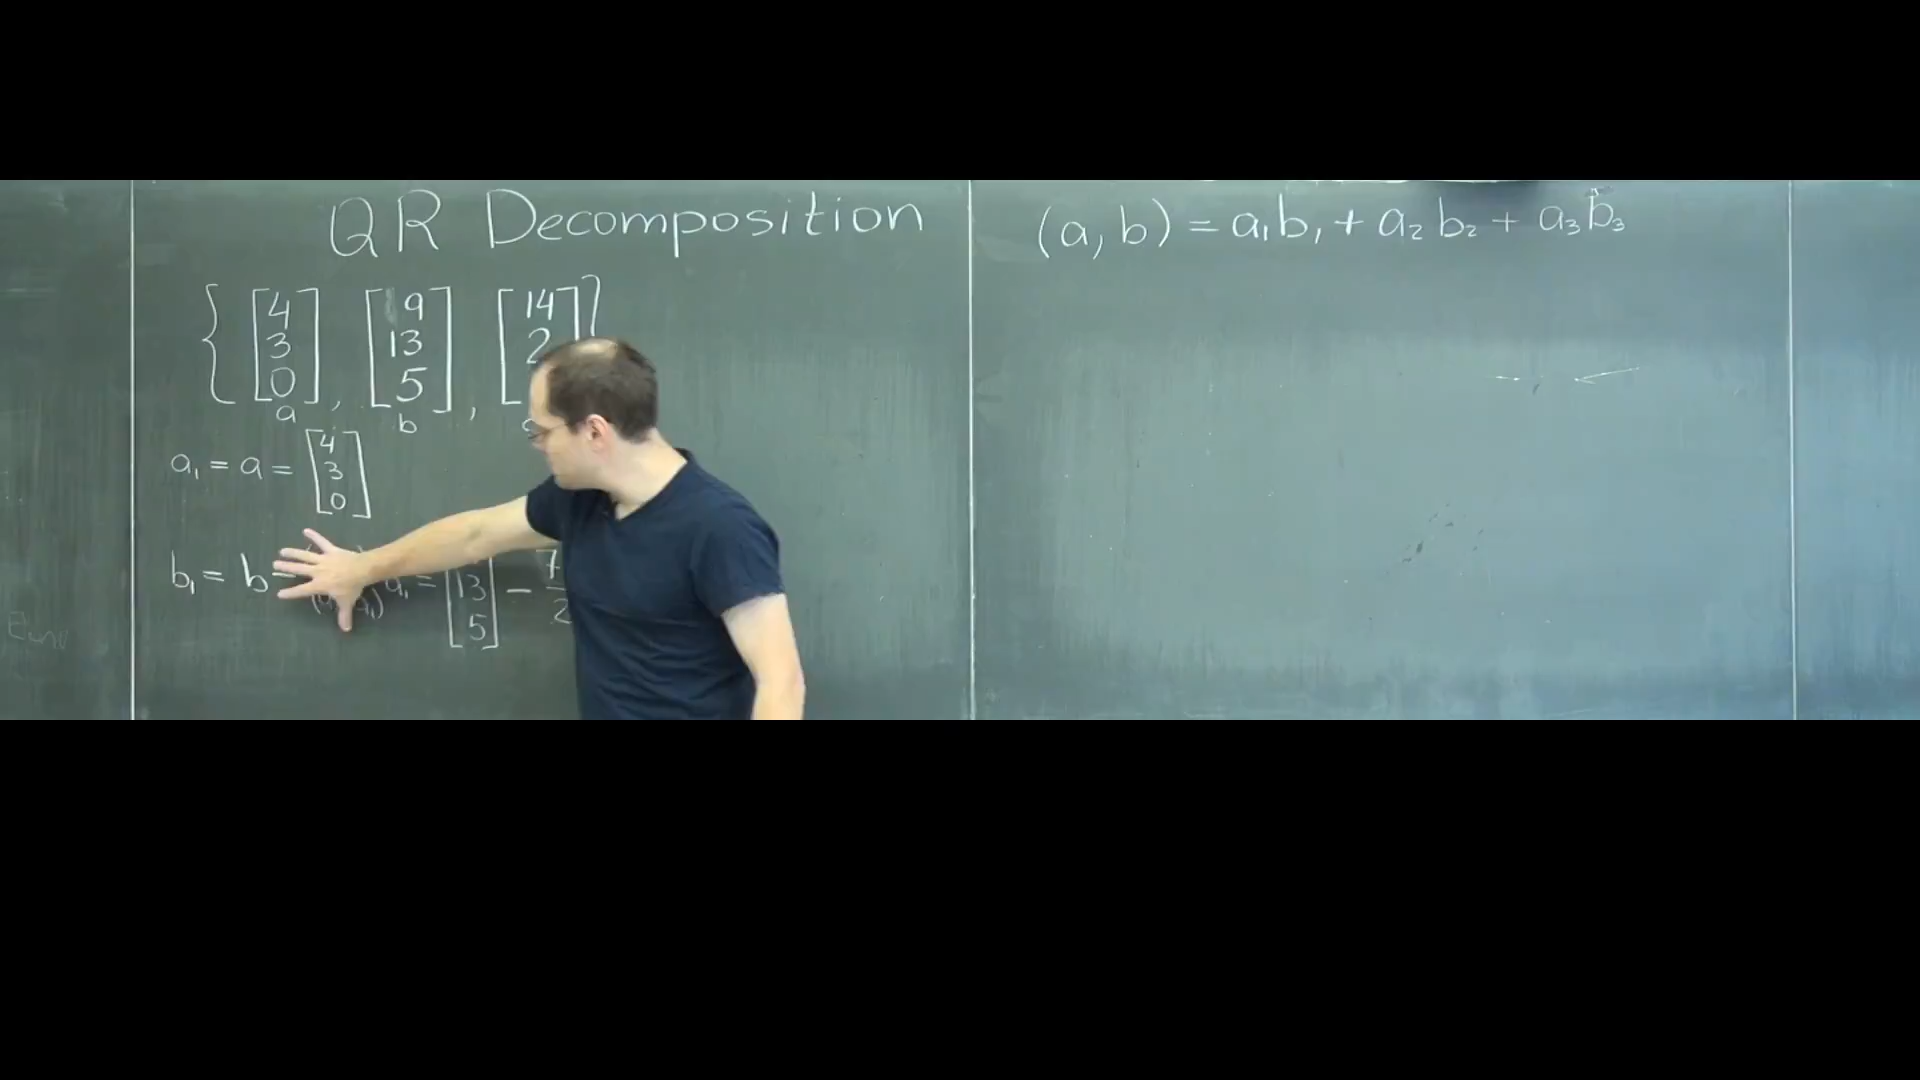 QR Decomposition
{ [4 3 0], [9 13 5], [14 2
a b
a₁ = a = [4 3 0]
b₁ = b - a₁ = [13 5] - 7/2
(a, b) = a₁b₁ + a₂b₂ + a₃b₃